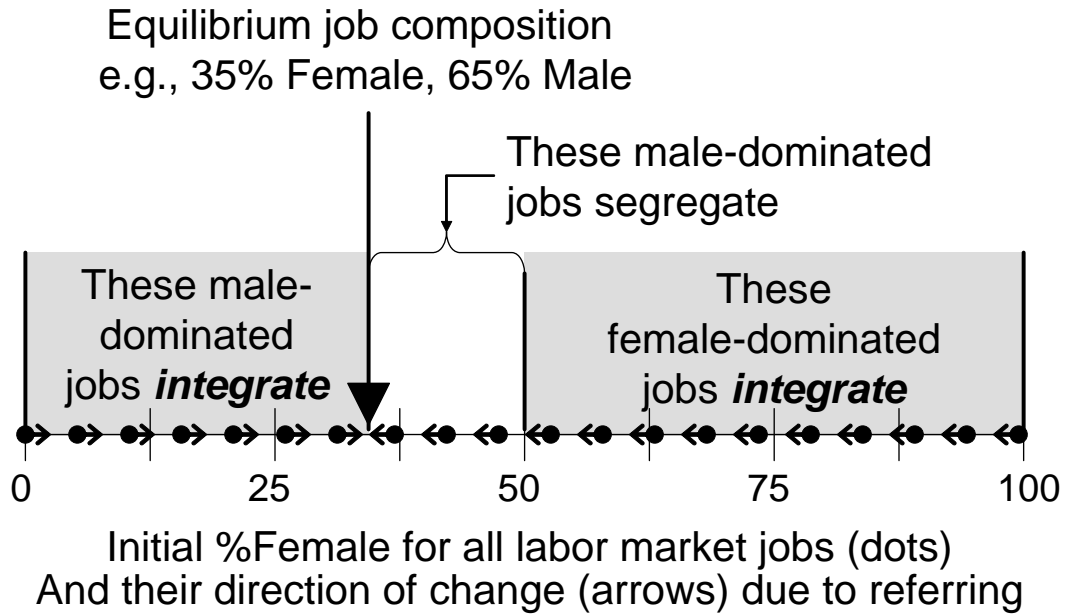 Equilibrium job composition
e.g., 35% Female, 65% Male
These male-dominated
jobs segregate
These male-
dominated
jobs integrate
These
female-dominated
jobs integrate
0 25 50 75 100
Initial %Female for all labor market jobs (dots)
And their direction of change (arrows) due to referring